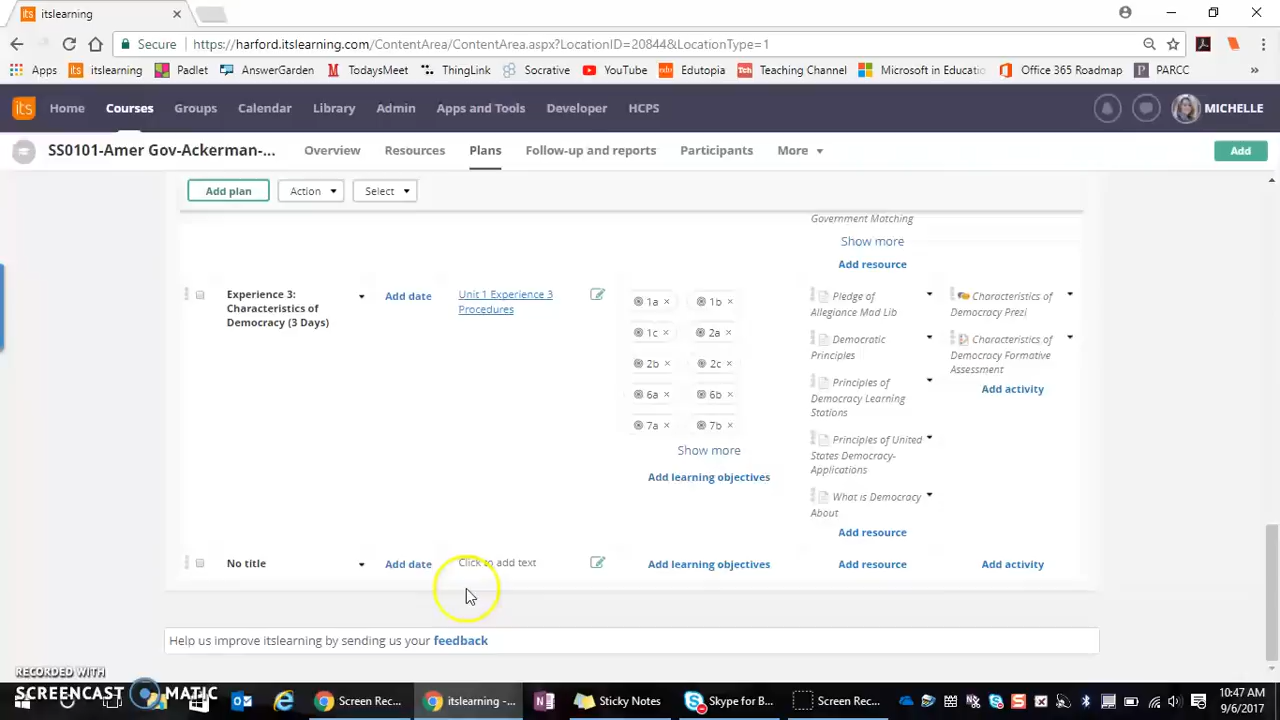 itslearning
Secure
https://harford.itslearning.com/ContentArea/ContentArea.aspx?LocationID=20844&LocationType=1
Apps itslearning Padlet AnswerGarden TodaysMeet ThingLink Socrative YouTube Edutopia Teaching Channel Microsoft in Educatio Office 365 Roadmap PARCC »
its Home Courses Groups Calendar Library Admin Apps and Tools Developer HCPS MICHELLE
SS0101-Amer Gov-Ackerman-... Overview Resources Plans Follow-up and reports Participants More Add
Add plan Action Select
Government Matching
Show more
Add resource
Experience 3:
Characteristics of
Democracy (3 Days)
Add date
Unit 1 Experience 3
Procedures
1a × 1b ×
1c × 2a ×
2b × 2c ×
6a × 6b ×
7a × 7b ×
Show more
Add learning objectives
Pledge of
Allegiance Mad Lib
Democratic
Principles
Principles of
Democracy Learning
Stations
Principles of United
States Democracy-
Applications
What is Democracy
About
Add resource
Characteristics of
Democracy Prezi
Characteristics of
Democracy Formative
Assessment
Add activity
No title Add date Click to add text Add learning objectives Add resource Add activity
Help us improve itslearning by sending us your feedback
RECORDED WITH
SCREENCAST MATIC
Screen Rec... itslearning -... Sticky Notes Skype for B... Screen Rec...
10:47 AM
9/6/2017